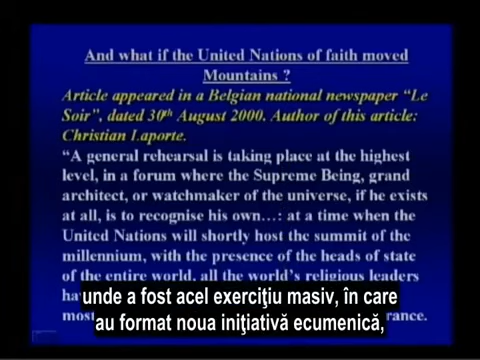 And what if the United Nations of faith moved
Mountains ?
Article appeared in a Belgian national newspaper “Le
Soir”, dated 30th August 2000. Author of this article:
Christian Laporte.
“A general rehearsal is taking place at the highest
level, in a forum where the Supreme Being, grand
architect, or watchmaker of the universe, if he exists
at all, is to recognise his own…: at a time when the
United Nations will shortly host the summit of the
millennium, with the presence of the heads of state
of the entire world, all the world's religious leaders
unde a fost acel exerciţiu masiv, în care
au format noua iniţiativă ecumenică,